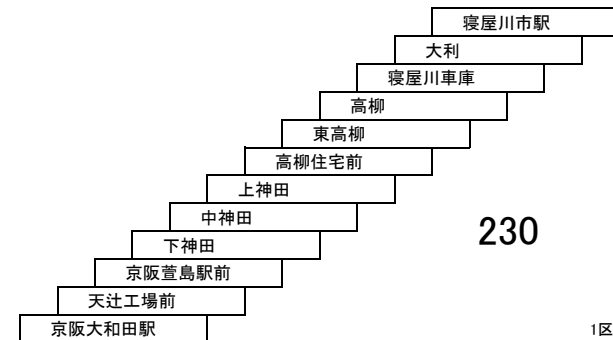 寝屋川市駅
大利
寝屋川車庫
高柳
東高柳
高柳住宅前
上神田
中神田
230
下神田
京阪萱島駅前
天辻工場前
京阪大和田駅
1区